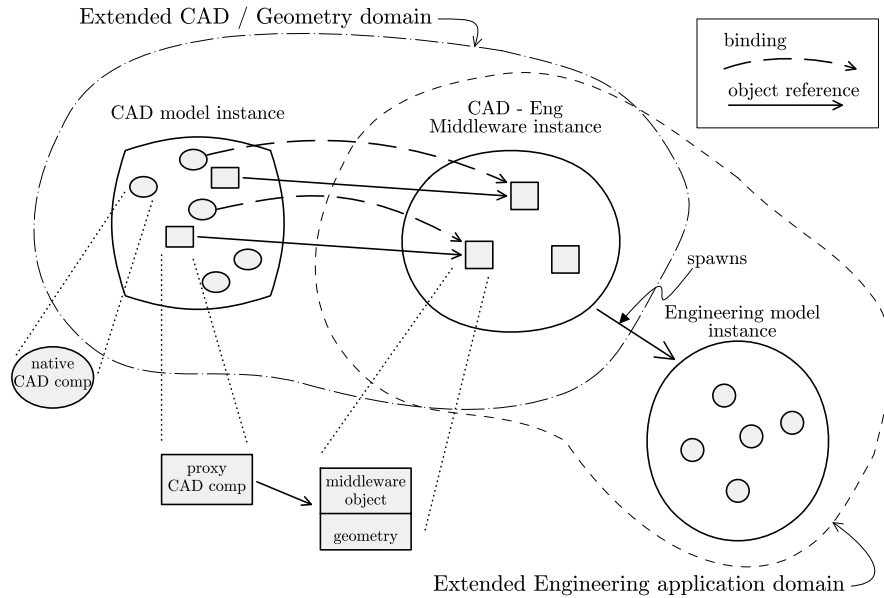 Extended CAD / Geometry domain
binding
object reference
CAD model instance
CAD - Eng
Middleware instance
spawns
Engineering model
instance
native
CAD comp
proxy
CAD comp
middleware
object
geometry
Extended Engineering application domain